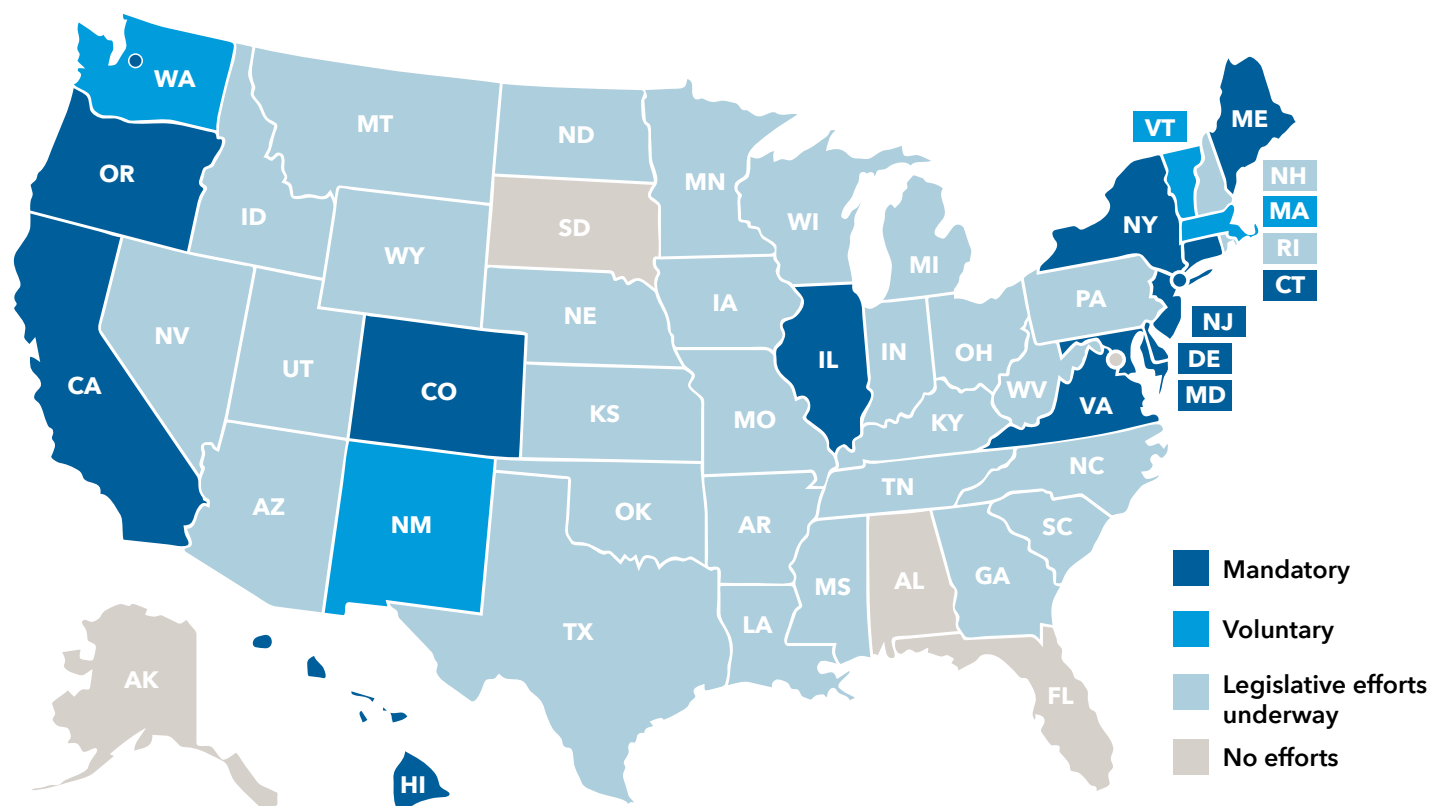 WA
MT
ND
OR
ID
SD
MN
WI
MI
WY
NV
UT
CO
NE
IA
CA
KS
MO
IL
IN
OH
PA
NY
VT
ME
NH
MA
RI
CT
NJ
DE
MD
WV
VA
KY
AZ
NM
OK
AR
TN
NC
SC
TX
LA
MS
AL
GA
FL
AK
HI
Mandatory
Voluntary
Legislative efforts
underway
No efforts